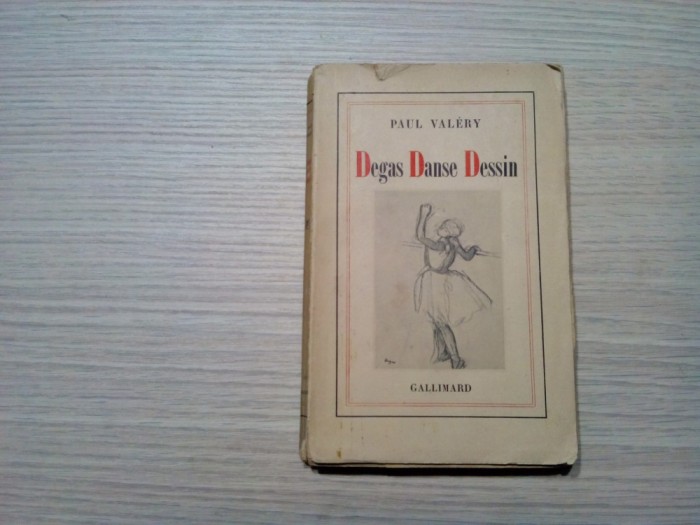 PAUL VALÉRY
Degas Danse Dessin
GALLIMARD